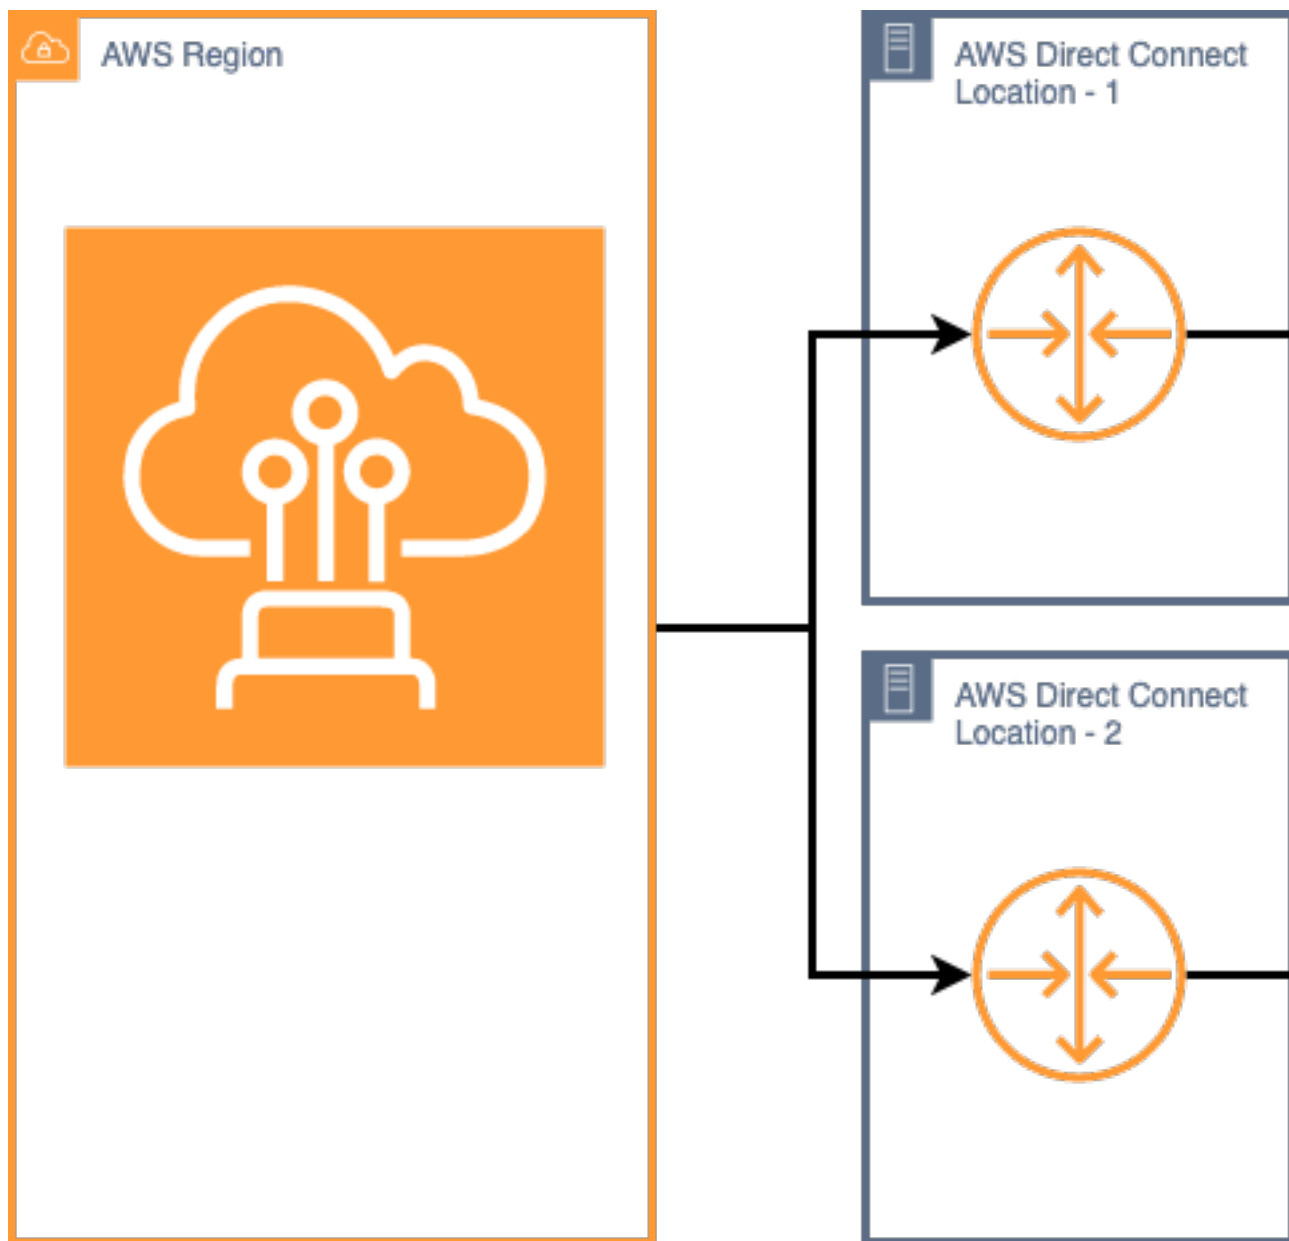 AWS Region
AWS Direct Connect
Location - 1
AWS Direct Connect
Location - 2